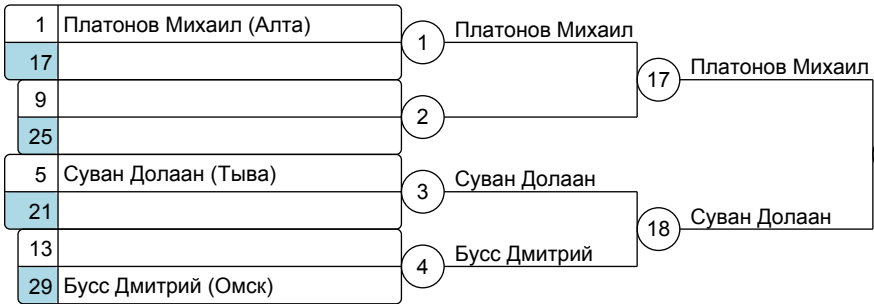 1 Платонов Михаил (Алта)
17
1 Платонов Михаил
9
25
2
17 Платонов Михаил
5 Суван Долаан (Тыва)
21
3 Суван Долаан
13
29 Бусс Дмитрий (Омск)
4 Бусс Дмитрий
18 Суван Долаан